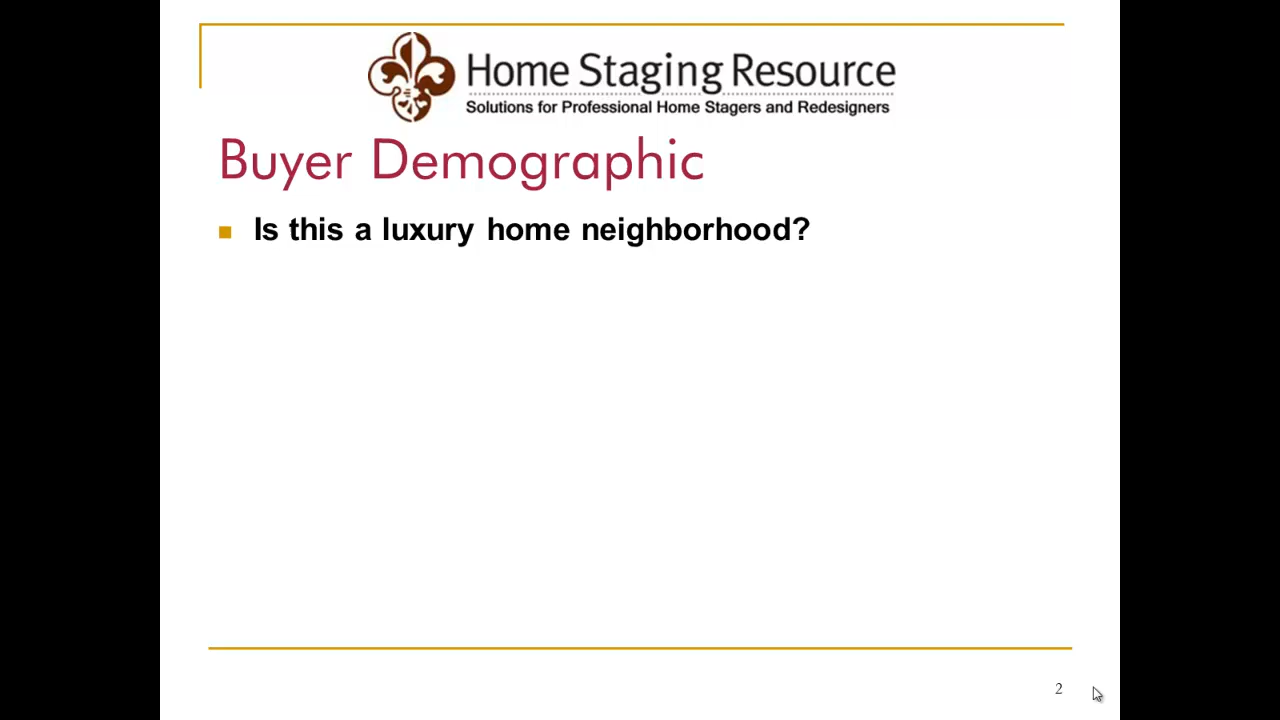 Home Staging Resource
Solutions for Professional Home Stagers and Redesigners
Buyer Demographic
Is this a luxury home neighborhood?
2